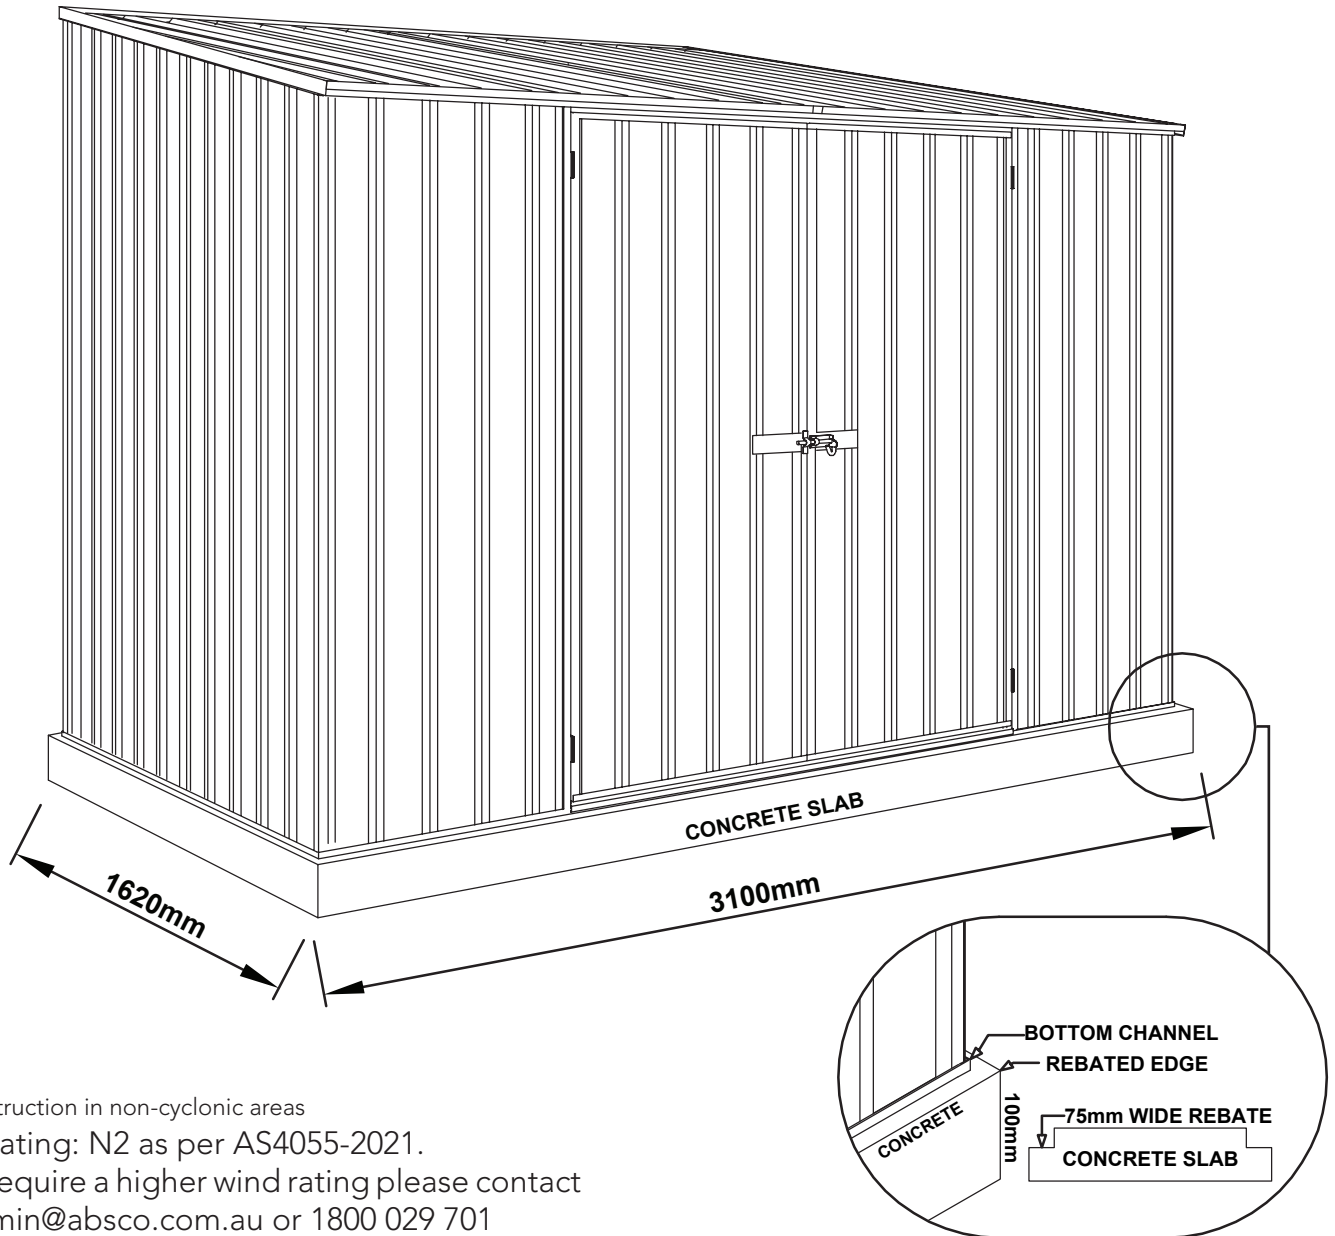 CONCRETE SLAB
1620mm
3100mm
BOTTOM CHANNEL
REBATED EDGE
CONCRETE
100mm
75mm WIDE REBATE
CONCRETE SLAB
truction in non-cyclonic areas
ating: N2 as per AS4055-2021.
equire a higher wind rating please contact
min@absco.com.au or 1800 029 701